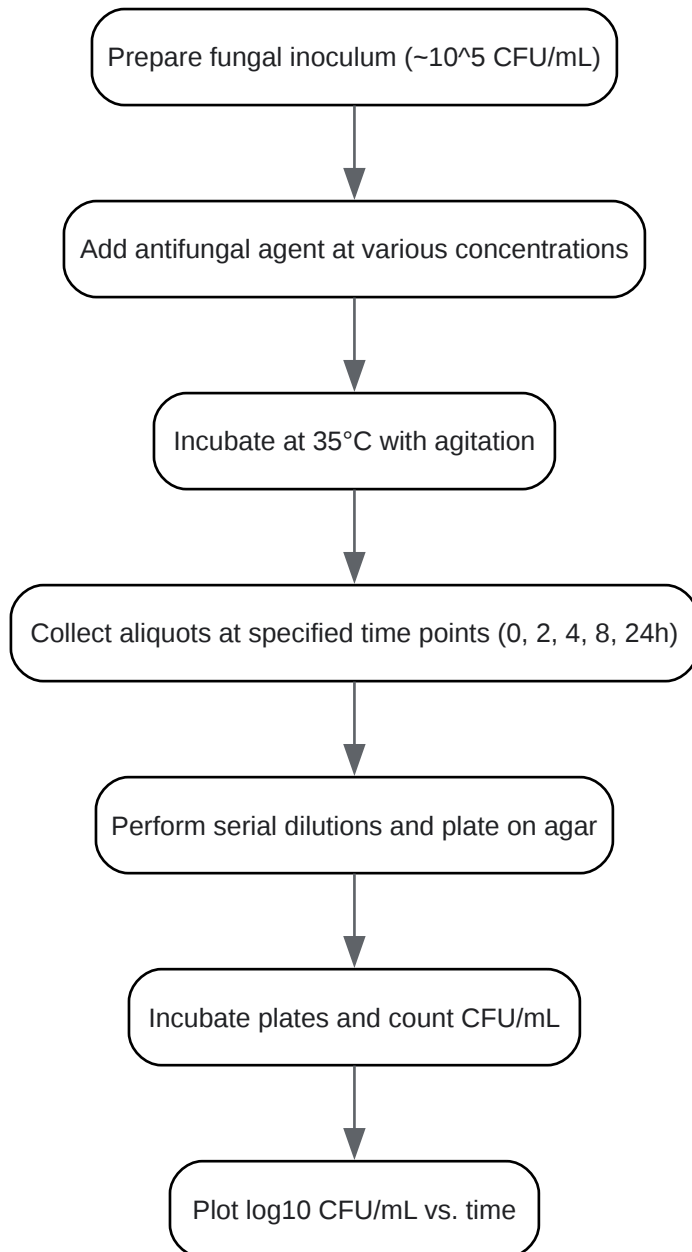 Prepare fungal inoculum (~10^5 CFU/mL)
Add antifungal agent at various concentrations
Incubate at 35°C with agitation
Collect aliquots at specified time points (0, 2, 4, 8, 24h)
Perform serial dilutions and plate on agar
Incubate plates and count CFU/mL
Plot log10 CFU/mL vs. time